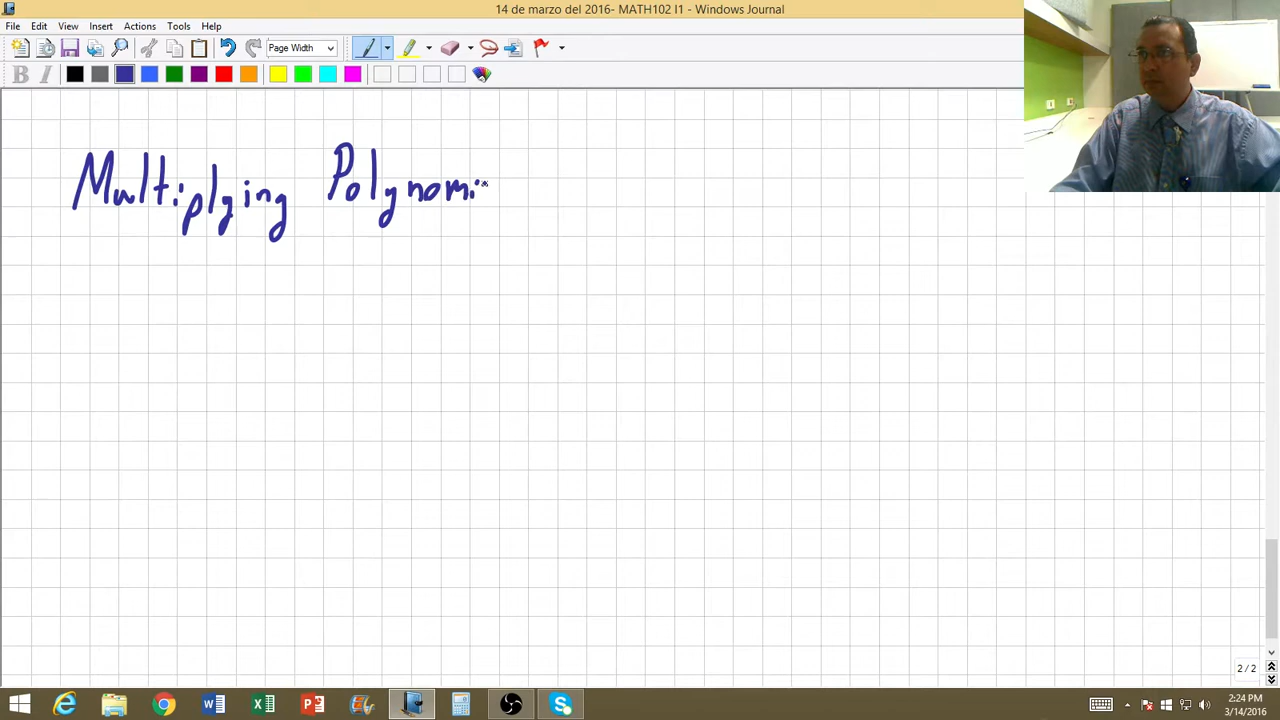 14 de marzo del 2016- MATH102 I1 - Windows Journal
File Edit View Insert Actions Tools Help
Page Width
B I
Multiplying Polynomi
2 / 2
2:24 PM
3/14/2016